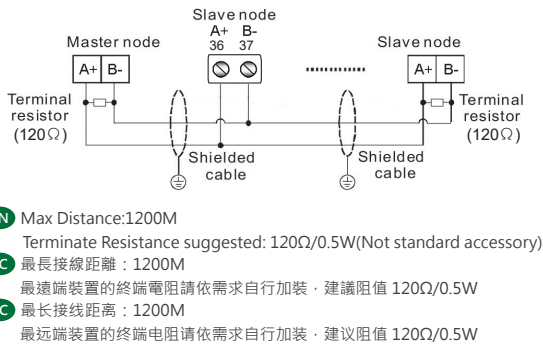 Slave node
A+ B-
36 37
Master node
Slave node
A+ B-
A+ B-
Terminal
resistor
(120Ω)
Terminal
resistor
(120Ω)
Shielded
cable
Shielded
cable
N Max Distance:1200M
Terminate Resistance suggested: 120Ω/0.5W(Not standard accessory)
C 最長接線距離：1200M
最遠端裝置的終端電阻請依需求自行加裝，建議阻值 120Ω/0.5W
C 最长接线距离：1200M
最远端装置的终端电阻请依需求自行加装，建议阻值 120Ω/0.5W